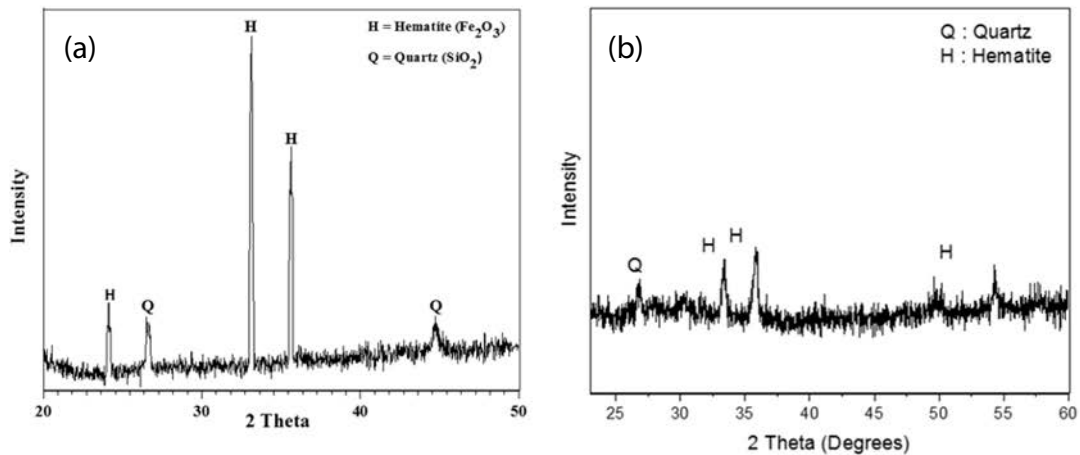 (a)
H = Hematite (Fe₂O₃)
Q = Quartz (SiO₂)
H
H
H
Q
Q
Intensity
20
30
40
50
2 Theta
(b)
Q : Quartz
H : Hematite
Q
H
H
H
Intensity
25
30
35
40
45
50
55
60
2 Theta (Degrees)